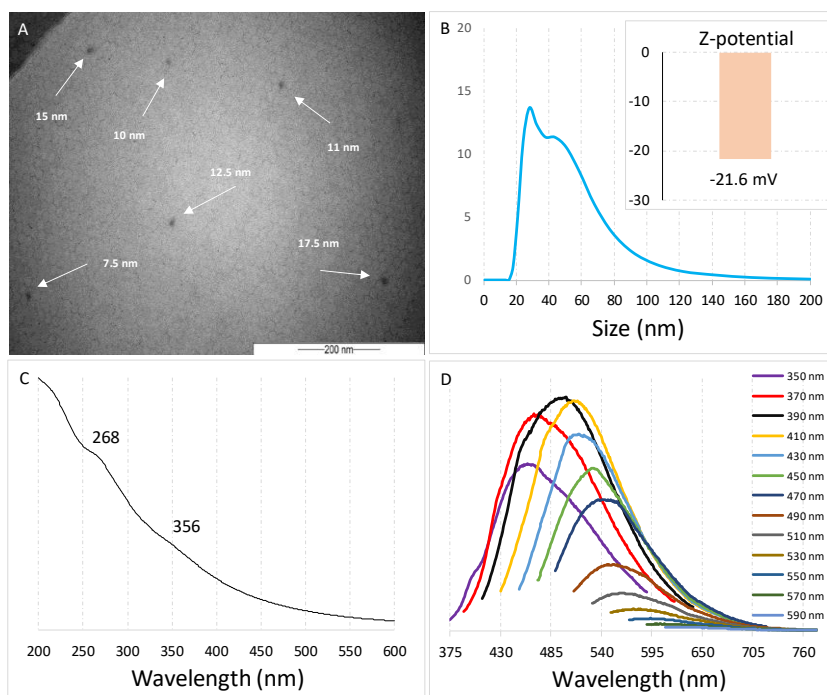 A
15 nm
10 nm
11 nm
12.5 nm
7.5 nm
17.5 nm
200 nm
B
20
15
10
5
0
0 20 40 60 80 100 120 140 160 180 200
Size (nm)
Z-potential
0
-10
-20
-30
-21.6 mV
C
268
356
200 250 300 350 400 450 500 550 600
Wavelength (nm)
D
350 nm
370 nm
390 nm
410 nm
430 nm
450 nm
470 nm
490 nm
510 nm
530 nm
550 nm
570 nm
590 nm
375 430 485 540 595 650 705 760
Wavelength (nm)